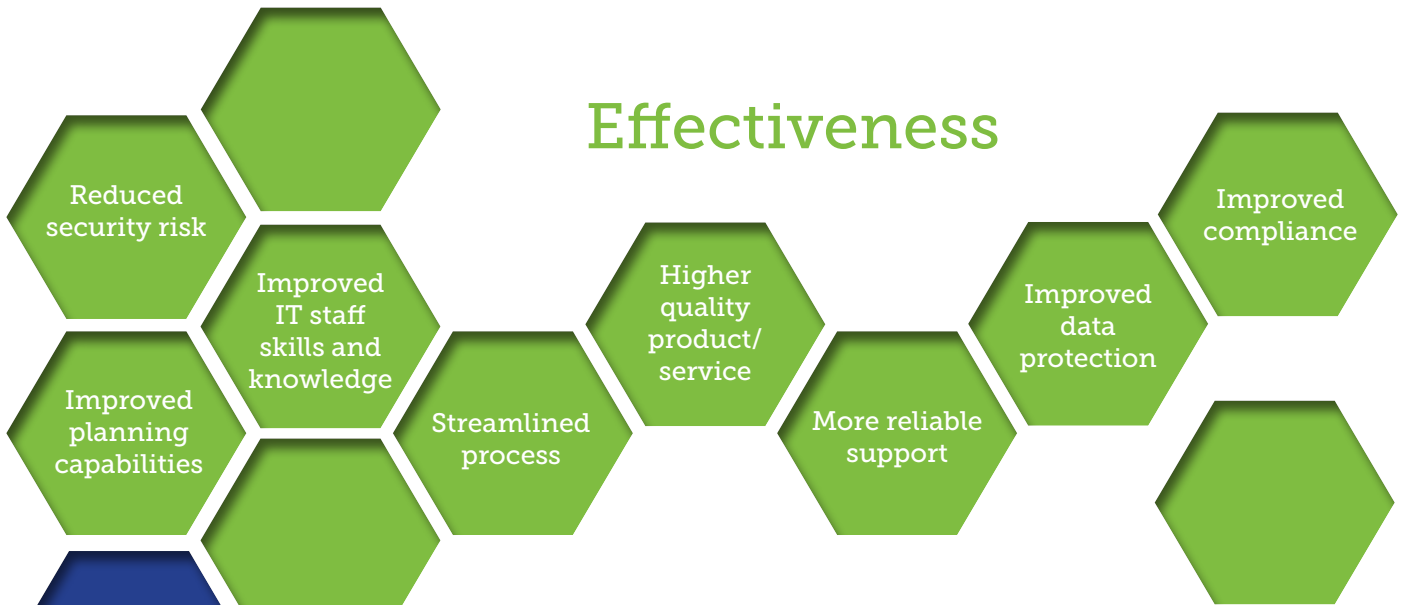 Effectiveness
Reduced
security risk
Improved
IT staff
skills and
knowledge
Improved
planning
capabilities
Streamlined
process
Higher
quality
product/
service
More reliable
support
Improved
data
protection
Improved
compliance